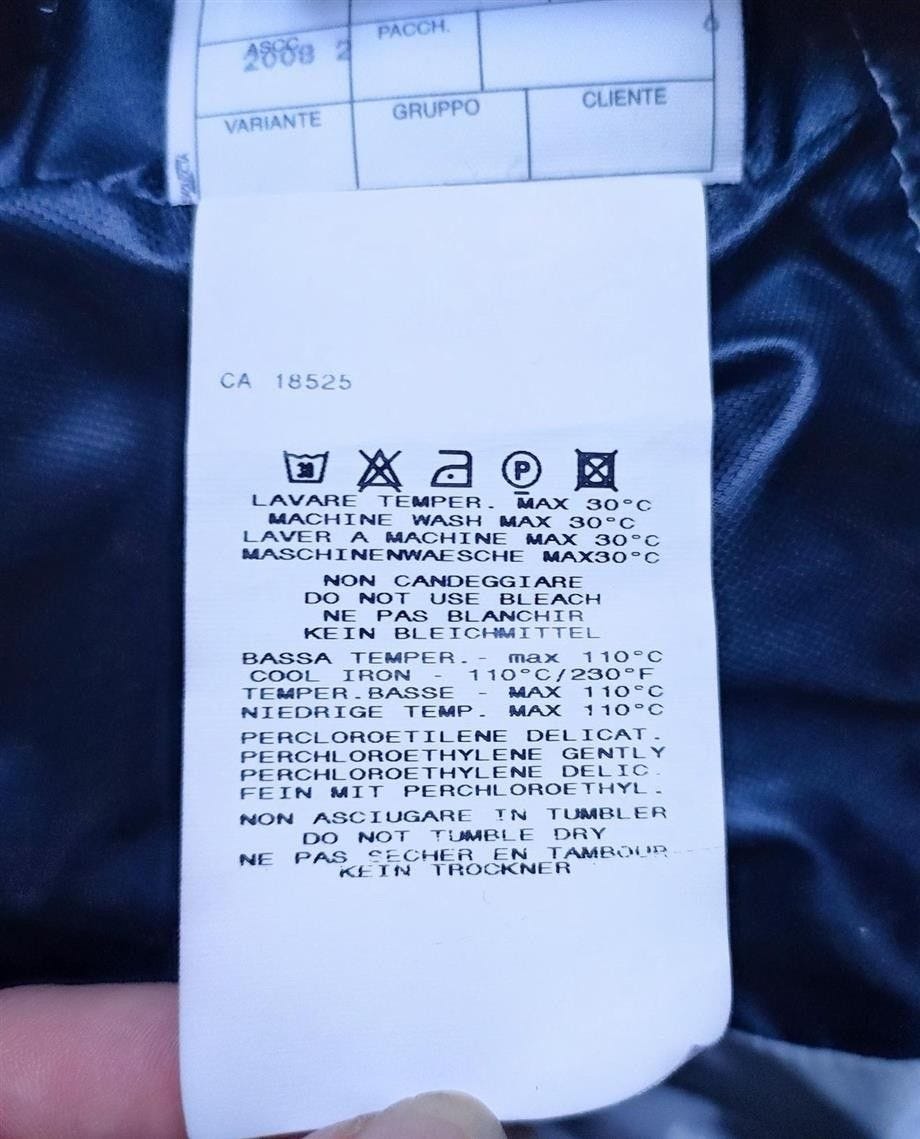 ASCC
PACCH.
2008 2
6
VARIANTE
GRUPPO
CLIENTE
CA 18525
30
P
LAVARE TEMPER. MAX 30°C
MACHINE WASH MAX 30°C
LAVER A MACHINE MAX 30°C
MASCHINENWAESCHE MAX30°C
NON CANDEGGIARE
DO NOT USE BLEACH
NE PAS BLANCHIR
KEIN BLEICHMITTEL
BASSA TEMPER.- max 110°C
COOL IRON - 110°C/230°F
TEMPER.BASSE - MAX 110°C
NIEDRIGE TEMP. MAX 110°C
PERCLOROETILENE DELICAT.
PERCHLOROETHYLENE GENTLY
PERCHLOROETHYLENE DELIC.
FEIN MIT PERCHLOROETHYL.
NON ASCIUGARE IN TUMBLER
DO NOT TUMBLE DRY
NE PAS SECHER EN TAMBOUR
KEIN TROCKNER